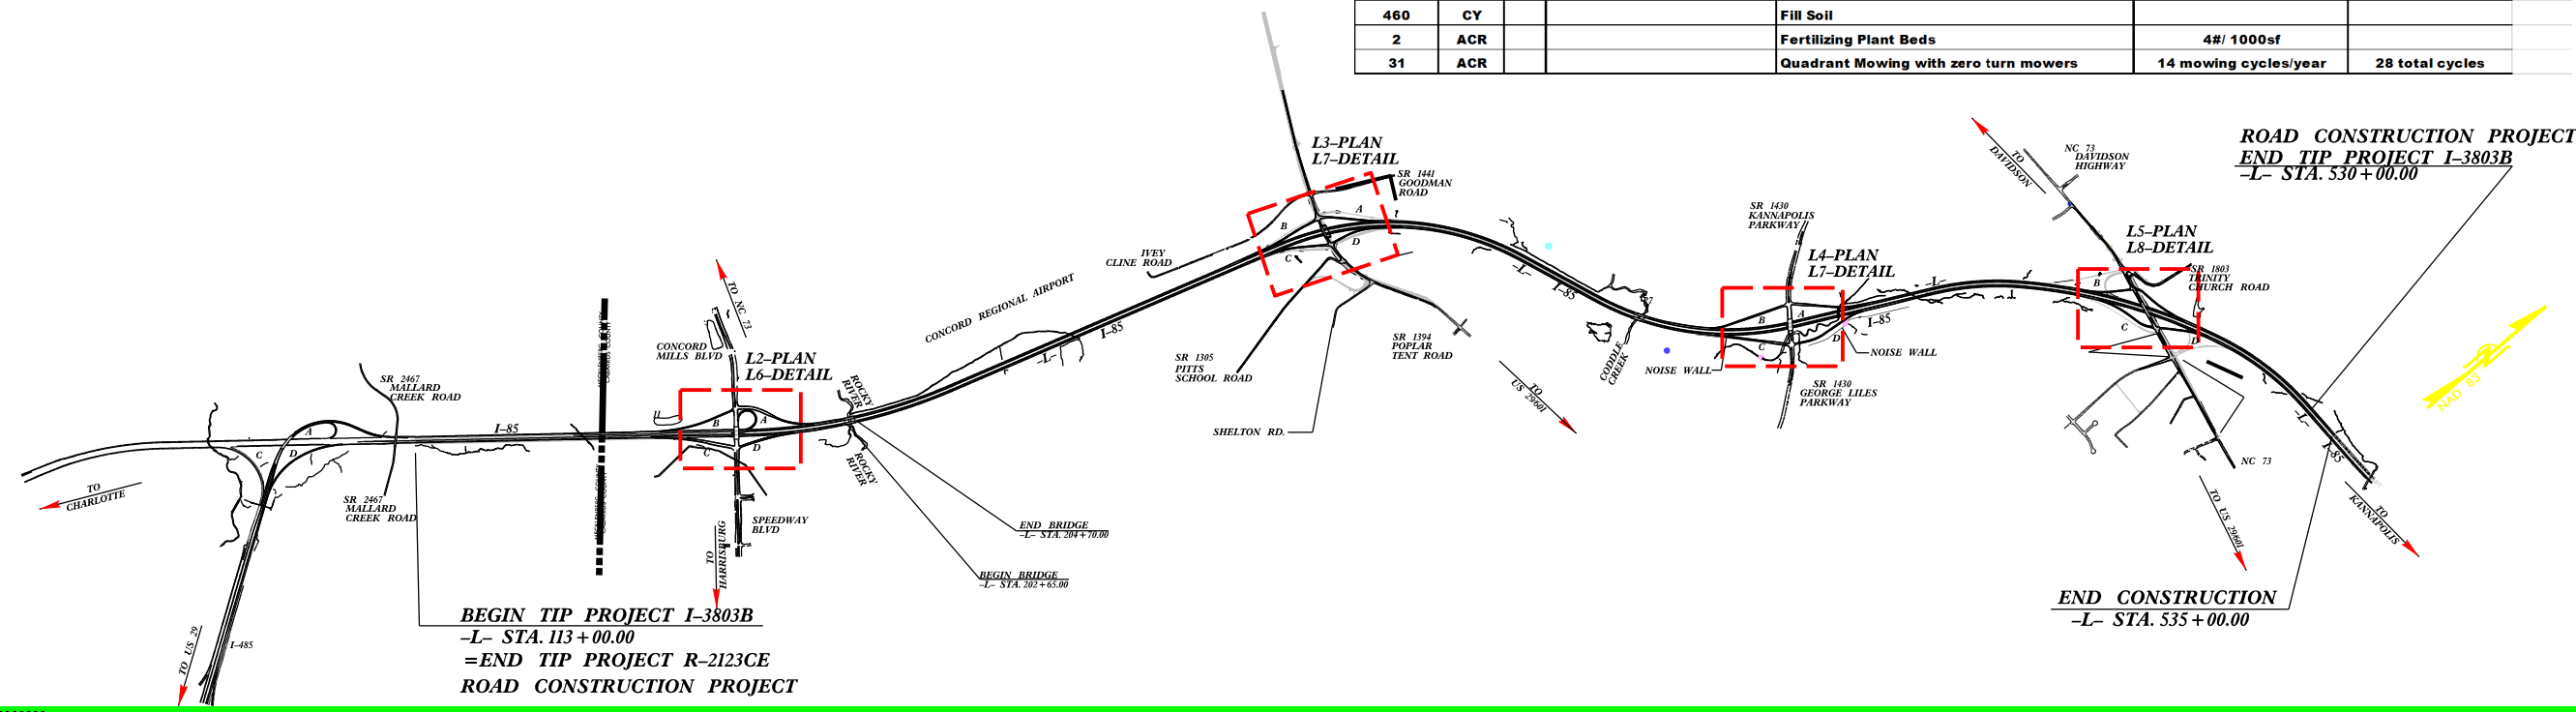 460 CY Fill Soil
2 ACR Fertilizing Plant Beds 4#/ 1000sf
31 ACR Quadrant Mowing with zero turn mowers 14 mowing cycles/year 28 total cycles
ROAD CONSTRUCTION PROJECT
END TIP PROJECT I–3803B
–L– STA. 530+00.00
L3–PLAN
L7–DETAIL
SR 1441
GOODMAN
ROAD
A
B
C
D
TO
DAVIDSON
NC 73
DAVIDSON
HIGHWAY
SR 1430
KANNAPOLIS
PARKWAY
L5–PLAN
L8–DETAIL
SR 1803
TRINITY
CHURCH ROAD
B
C
D
IVEY
CLINE ROAD
L4–PLAN
L7–DETAIL
A
B
C
D
–L–
I–85
–L–
I–85
NOISE WALL
NOISE WALL
CODDLE
CREEK
SR 1430
GEORGE LILES
PARKWAY
TO NC 73
CONCORD REGIONAL AIRPORT
–L–
I–85
CONCORD
MILLS BLVD
L2–PLAN
L6–DETAIL
A
B
C
D
ROCKY
RIVER
ROCKY
RIVER
SR 1305
PITTS
SCHOOL ROAD
SR 1394
POPLAR
TENT ROAD
SHELTON RD.
TO
US 29601
NAD 83
SR 2467
MALLARD
CREEK ROAD
I–85
A
C
D
SR 2467
MALLARD
CREEK ROAD
TO
CHARLOTTE
SPEEDWAY
BLVD
TO
HARRISBURG
END BRIDGE
–L– STA. 204+70.00
BEGIN BRIDGE
–L– STA. 202+65.00
–L–
I–85
NC 73
TO US 29601
TO
KANNAPOLIS
END CONSTRUCTION
–L– STA. 535+00.00
BEGIN TIP PROJECT I–3803B
–L– STA. 113+00.00
=END TIP PROJECT R–2123CE
ROAD CONSTRUCTION PROJECT
I–485
TO US 29